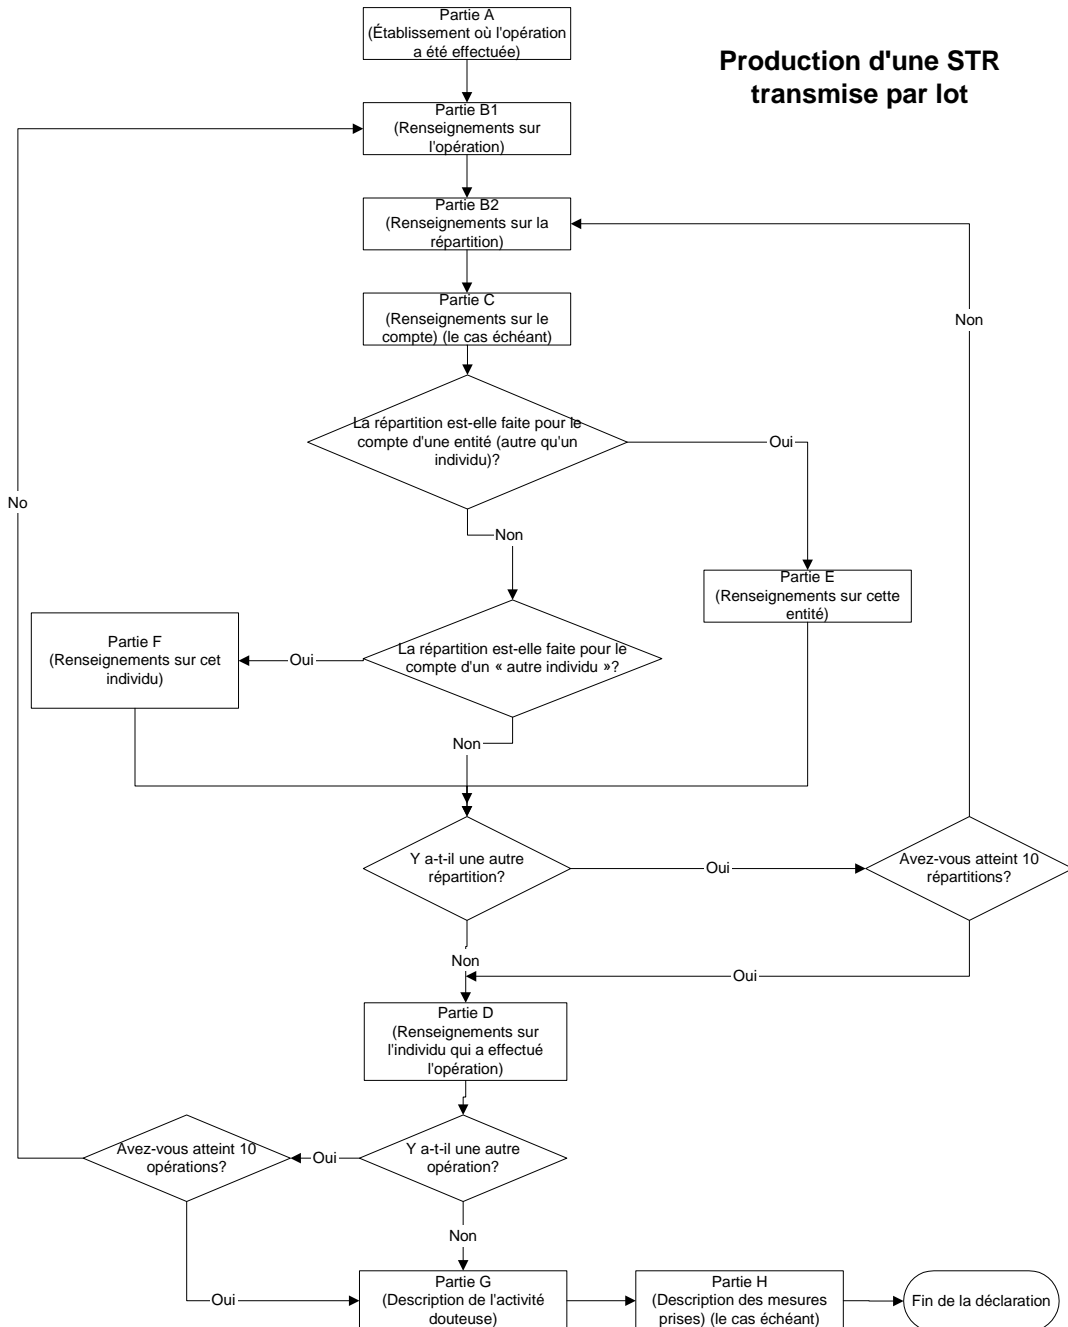 Production d'une STR
transmise par lot
Partie A
(Établissement où l'opération
a été effectuée)
Partie B1
(Renseignements sur
l'opération)
Partie B2
(Renseignements sur la
répartition)
Partie C
(Renseignements sur le
compte) (le cas échéant)
Non
La répartition est-elle faite pour le
compte d'une entité (autre qu'un
individu)?
Oui
No
Non
Partie E
(Renseignements sur cette
entité)
Partie F
(Renseignements sur cet
individu)
Oui
La répartition est-elle faite pour le
compte d'un « autre individu »?
Non
Y a-t-il une autre
répartition?
Oui
Avez-vous atteint 10
répartitions?
Non
Oui
Partie D
(Renseignements sur
l'individu qui a effectué
l'opération)
Avez-vous atteint 10
opérations?
Oui
Y a-t-il une autre
opération?
Non
Oui
Partie G
(Description de l'activité
douteuse)
Partie H
(Description des mesures
prises) (le cas échéant)
Fin de la déclaration